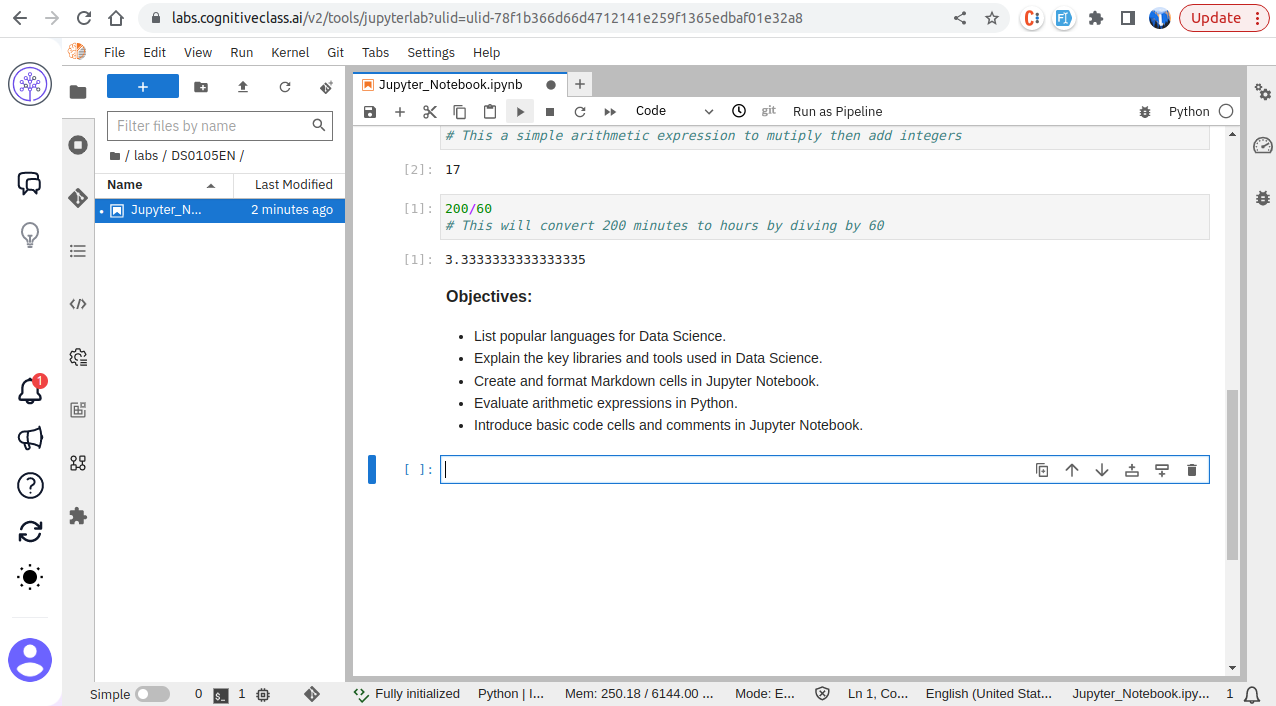 labs.cognitiveclass.ai/v2/tools/jupyterlab?ulid=ulid-78f1b366d66d4712141e259f1365edbaf01e32a8
Update
File Edit View Run Kernel Git Tabs Settings Help
Filter files by name
/ labs / DS0105EN /
Name Last Modified
Jupyter_N... 2 minutes ago
Jupyter_Notebook.ipynb
Code git Run as Pipeline Python
# This a simple arithmetic expression to mutiply then add integers
[2]: 17
[1]: 200/60
# This will convert 200 minutes to hours by diving by 60
[1]: 3.3333333333333335
Objectives:
• List popular languages for Data Science.
• Explain the key libraries and tools used in Data Science.
• Create and format Markdown cells in Jupyter Notebook.
• Evaluate arithmetic expressions in Python.
• Introduce basic code cells and comments in Jupyter Notebook.
[ ]:
1
Simple 0 1 Fully initialized Python | I... Mem: 250.18 / 6144.00 ... Mode: E... Ln 1, Co... English (United Stat... Jupyter_Notebook.ipy... 1